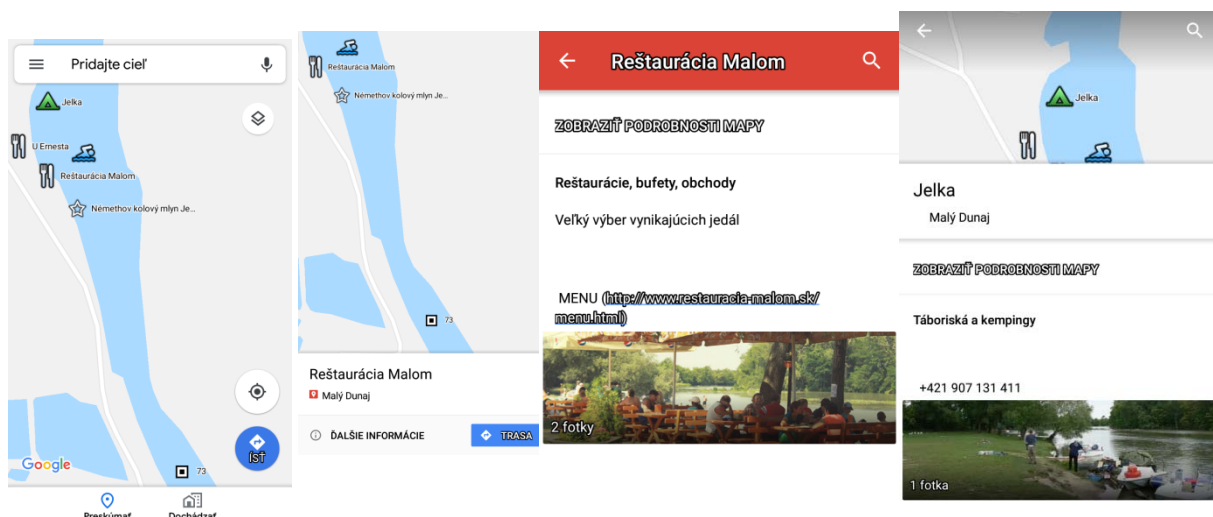 Pridajte cieľ
Jelka
U Ernesta
Reštaurácia Malom
Némethov kolový mlyn Je...
73
Google
ÍSŤ
Preskúmať
Dochádzať
Reštaurácia Malom
Némethov kolový mlyn Je...
73
Reštaurácia Malom
Malý Dunaj
ĎALŠIE INFORMÁCIE
TRASA
Reštaurácia Malom
ZOBRAZIŤ PODROBNOSTI MAPY
Reštaurácie, bufety, obchody
Veľký výber vynikajúcich jedál
MENU (http://www.restauracia-malom.sk/
menu.html)
2 fotky
Jelka
Jelka
Malý Dunaj
ZOBRAZIŤ PODROBNOSTI MAPY
Táboriská a kempingy
+421 907 131 411
1 fotka